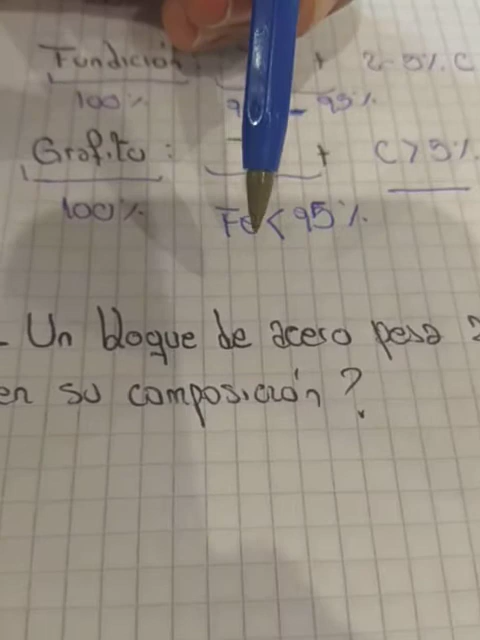 Fundición: + 2-5% C
100% 95%
Grafito: + C>5%
100% Fe<95%
- Un bloque de acero pesa
en su composición?